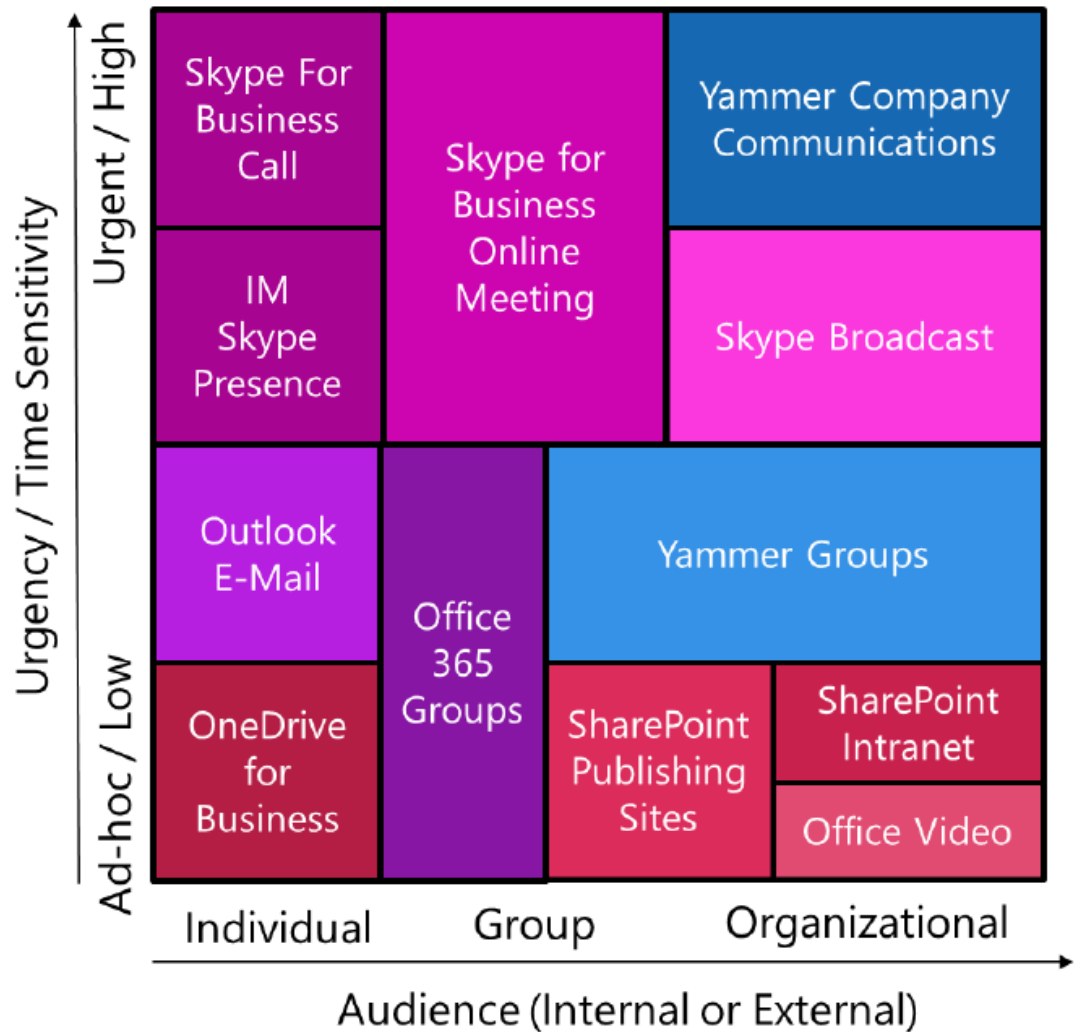 Urgency / Time Sensitivity
Urgent / High
Ad-hoc / Low
Skype For
Business
Call
Skype for
Business
Online
Meeting
Yammer Company
Communications
IM
Skype
Presence
Skype Broadcast
Outlook
E-Mail
Office
365
Groups
Yammer Groups
OneDrive
for
Business
SharePoint
Publishing
Sites
SharePoint
Intranet
Office Video
Individual
Group
Organizational
Audience (Internal or External)